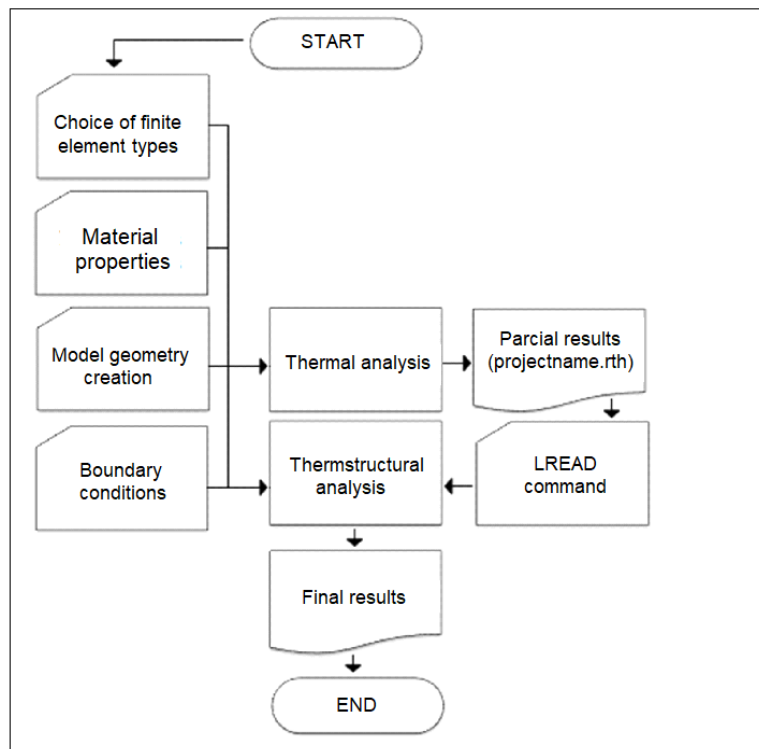 START
Choice of finite
element types
Material
properties
Model geometry
creation
Boundary
conditions
Thermal analysis
Parcial results
(projectname.rth)
LREAD
command
Thermstructural
analysis
Final results
END